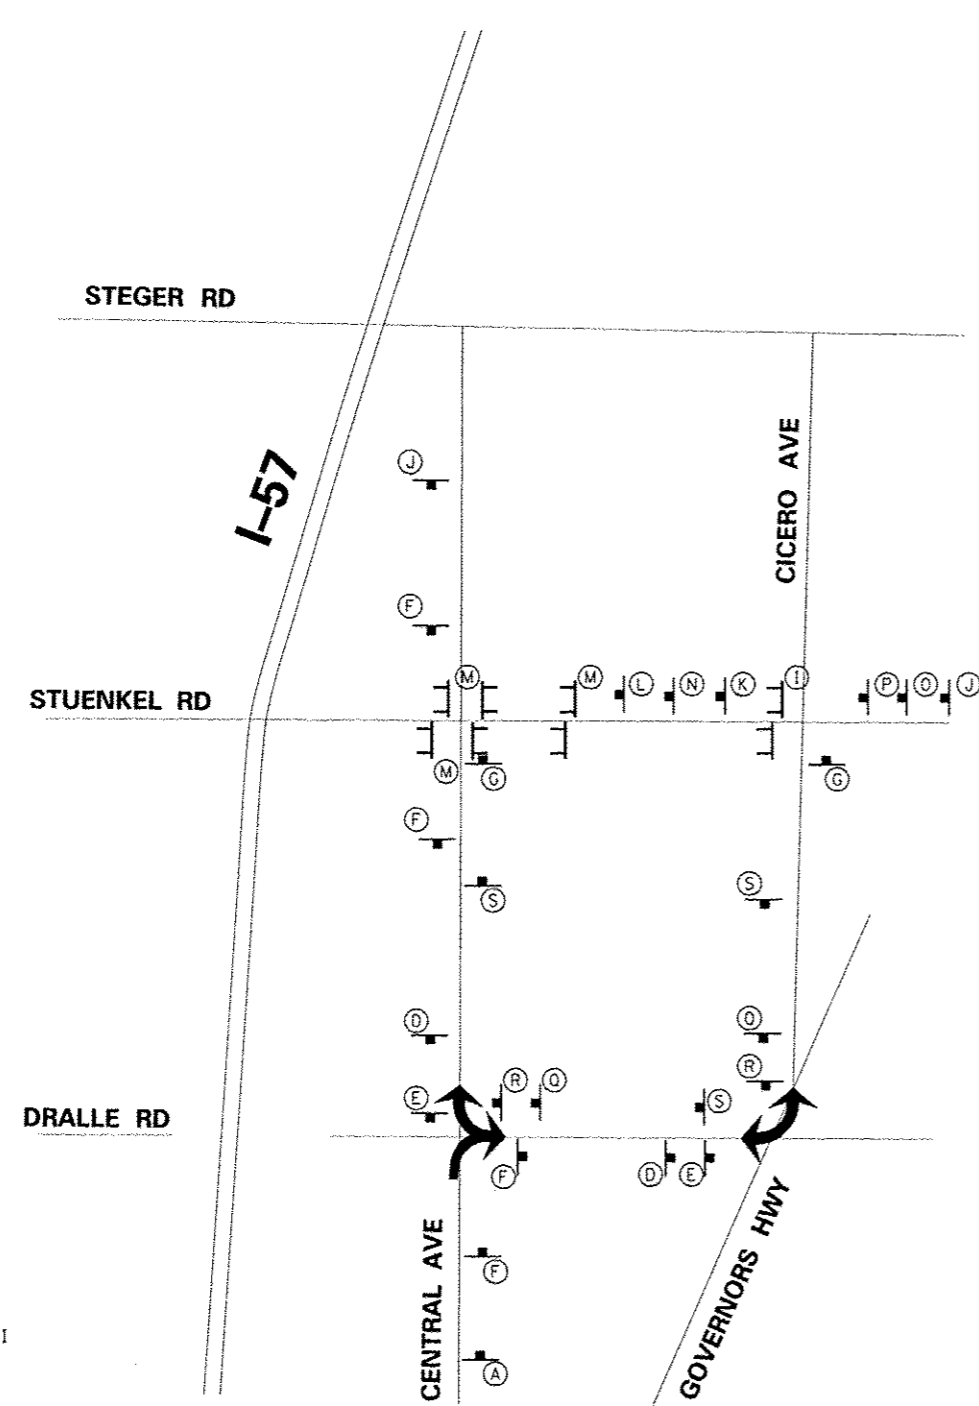 STEGER RD
J
I-57
CICERO AVE
F
STUENKEL RD
M
M
L
N
K
I
P
O
J
M
G
G
F
S
S
D
Q
R
Q
R
E
S
DRALLE RD
F
D
E
CENTRAL AVE
F
GOVERNORS HWY
I
A